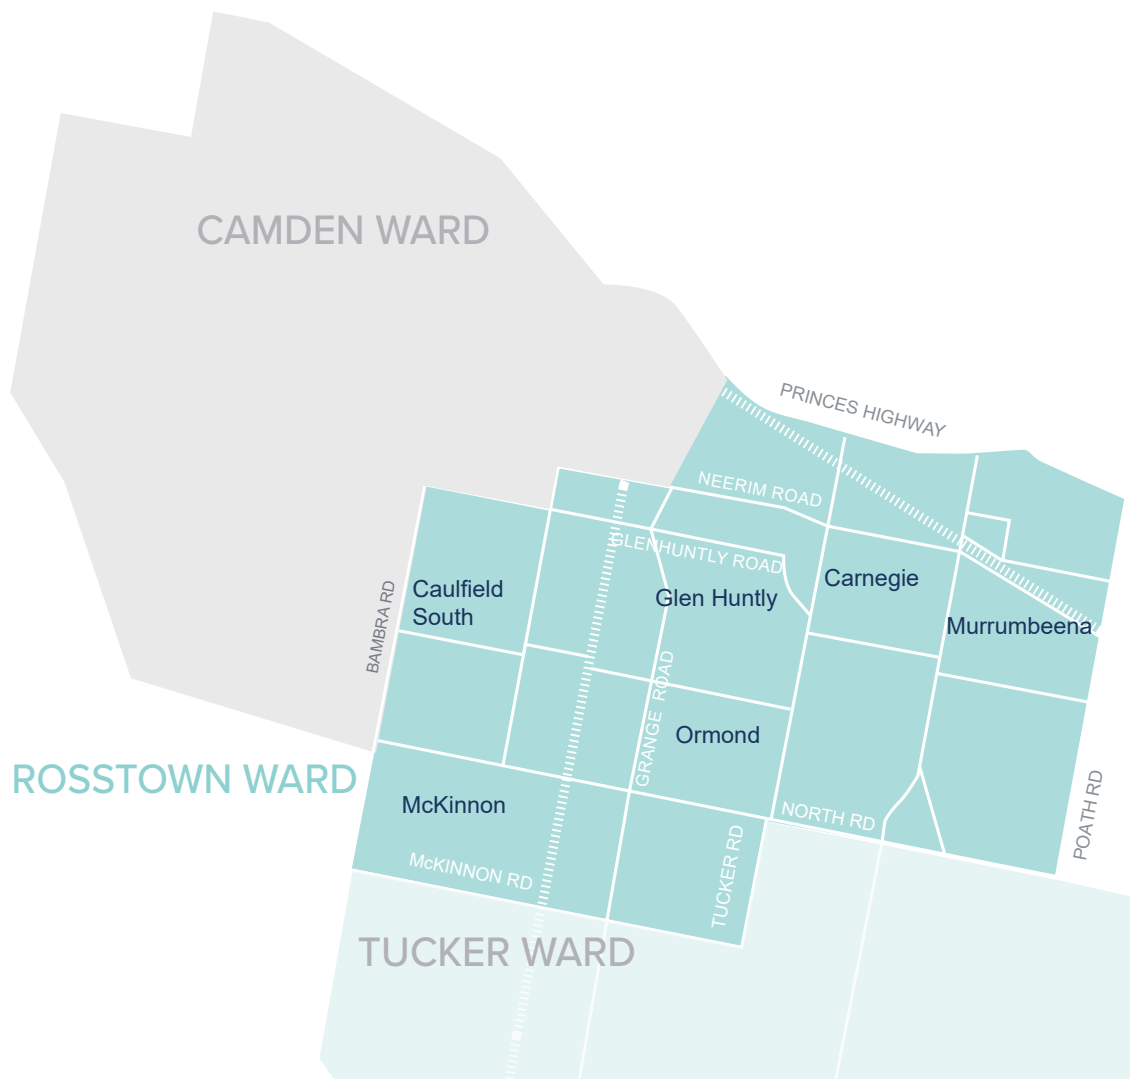 CAMDEN WARD
PRINCES HIGHWAY
NEERIM ROAD
GLENHUNTLY ROAD
Carnegie
Caulfield
South
Glen Huntly
BAMBRA RD
Murrumbeena
GRANGE ROAD
Ormond
ROSSTOWN WARD
McKinnon
NORTH RD
POATH RD
McKINNON RD
TUCKER RD
TUCKER WARD